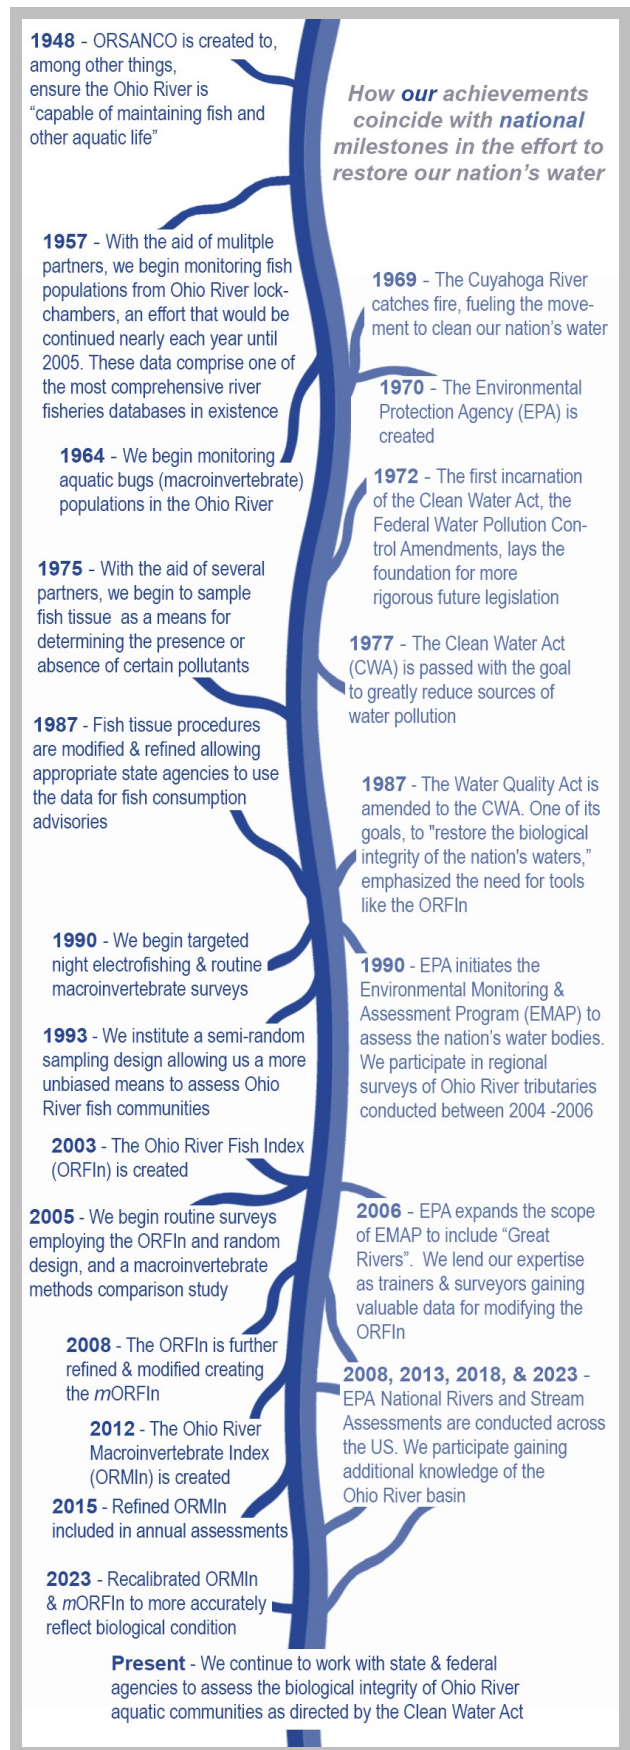 1948 - ORSANCO is created to,
among other things,
ensure the Ohio River is
“capable of maintaining fish and
other aquatic life”
How our achievements
coincide with national
milestones in the effort to
restore our nation’s water
1957 - With the aid of mulitple
partners, we begin monitoring fish
populations from Ohio River lock-
chambers, an effort that would be
continued nearly each year until
2005. These data comprise one of
the most comprehensive river
fisheries databases in existence
1969 - The Cuyahoga River
catches fire, fueling the move-
ment to clean our nation’s water
1970 - The Environmental
Protection Agency (EPA) is
created
1964 - We begin monitoring
aquatic bugs (macroinvertebrate)
populations in the Ohio River
1972 - The first incarnation
of the Clean Water Act, the
Federal Water Pollution Con-
trol Amendments, lays the
foundation for more
rigorous future legislation
1975 - With the aid of several
partners, we begin to sample
fish tissue as a means for
determining the presence or
absence of certain pollutants
1977 - The Clean Water Act
(CWA) is passed with the goal
to greatly reduce sources of
water pollution
1987 - Fish tissue procedures
are modified & refined allowing
appropriate state agencies to use
the data for fish consumption
advisories
1987 - The Water Quality Act is
amended to the CWA. One of its
goals, to "restore the biological
integrity of the nation's waters,”
emphasized the need for tools
like the ORFIn
1990 - We begin targeted
night electrofishing & routine
macroinvertebrate surveys
1990 - EPA initiates the
Environmental Monitoring &
Assessment Program (EMAP) to
assess the nation’s water bodies.
We participate in regional
surveys of Ohio River tributaries
conducted between 2004 -2006
1993 - We institute a semi-random
sampling design allowing us a more
unbiased means to assess Ohio
River fish communities
2003 - The Ohio River Fish Index
(ORFIn) is created
2005 - We begin routine surveys
employing the ORFIn and random
design, and a macroinvertebrate
methods comparison study
2006 - EPA expands the scope
of EMAP to include “Great
Rivers”. We lend our expertise
as trainers & surveyors gaining
valuable data for modifying the
ORFIn
2008 - The ORFIn is further
refined & modified creating
the mORFIn
2008, 2013, 2018, & 2023 -
EPA National Rivers and Stream
Assessments are conducted across
the US. We participate gaining
additional knowledge of the
Ohio River basin
2012 - The Ohio River
Macroinvertebrate Index
(ORMIn) is created
2015 - Refined ORMIn
included in annual assessments
2023 - Recalibrated ORMIn
& mORFIn to more accurately
reflect biological condition
Present - We continue to work with state & federal
agencies to assess the biological integrity of Ohio River
aquatic communities as directed by the Clean Water Act